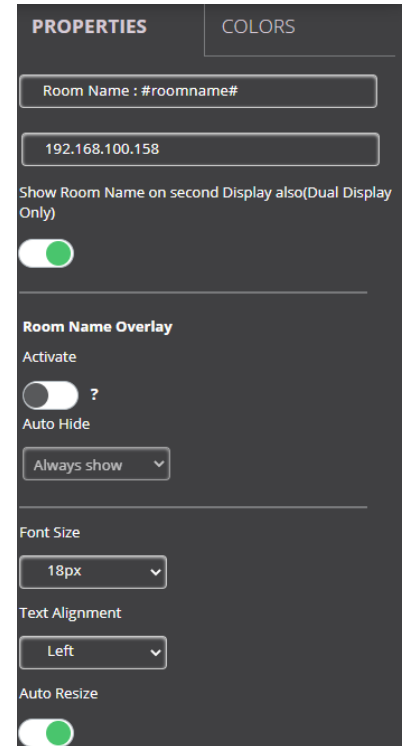 PROPERTIES COLORS
Room Name : #roomname#
192.168.100.158
Show Room Name on second Display also(Dual Display
Only)
Room Name Overlay
Activate
?
Auto Hide
Always show
Font Size
18px
Text Alignment
Left
Auto Resize